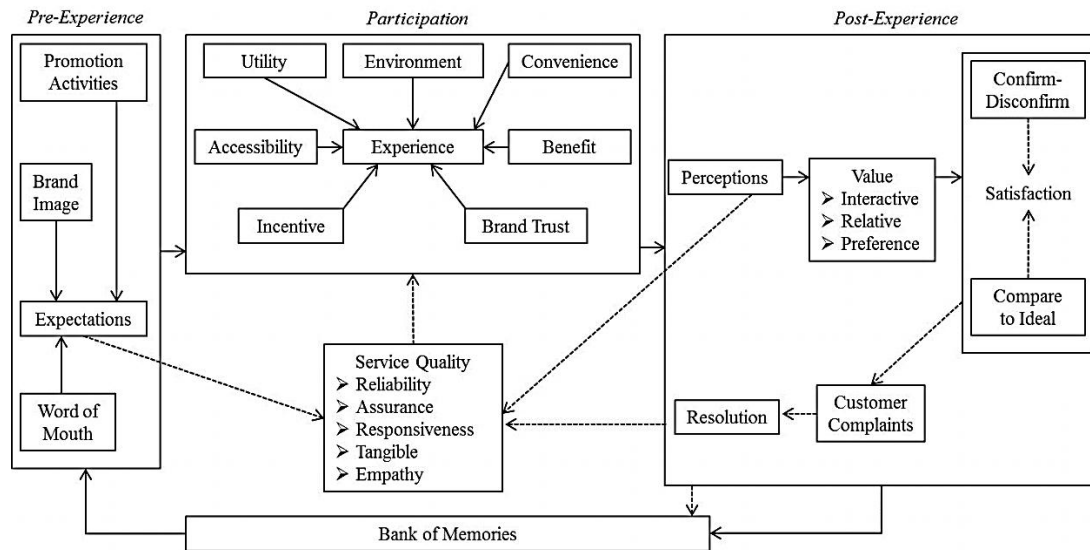 Pre-Experience
Participation
Post-Experience
Promotion
Activities
Brand
Image
Expectations
Word of
Mouth
Utility
Environment
Convenience
Accessibility
Experience
Benefit
Incentive
Brand Trust
Service Quality
➢ Reliability
➢ Assurance
➢ Responsiveness
➢ Tangible
➢ Empathy
Perceptions
Value
➢ Interactive
➢ Relative
➢ Preference
Confirm-
Disconfirm
Satisfaction
Compare
to Ideal
Resolution
Customer
Complaints
Bank of Memories